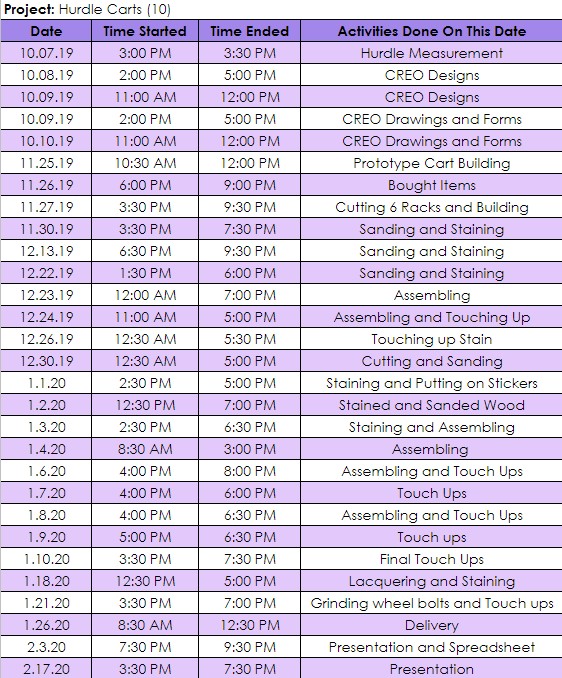 Project: Hurdle Carts (10)
Date Time Started Time Ended Activities Done On This Date
10.07.19 3:00 PM 3:30 PM Hurdle Measurement
10.08.19 2:00 PM 5:00 PM CREO Designs
10.09.19 11:00 AM 12:00 PM CREO Designs
10.09.19 2:00 PM 5:00 PM CREO Drawings and Forms
10.10.19 11:00 AM 12:00 PM CREO Drawings and Forms
11.25.19 10:30 AM 12:00 PM Prototype Cart Building
11.26.19 6:00 PM 9:00 PM Bought Items
11.27.19 3:30 PM 9:30 PM Cutting 6 Racks and Building
11.30.19 3:30 PM 7:30 PM Sanding and Staining
12.13.19 6:30 PM 9:30 PM Sanding and Staining
12.22.19 1:30 PM 6:00 PM Sanding and Staining
12.23.19 12:00 AM 7:00 PM Assembling
12.24.19 11:00 AM 5:00 PM Assembling and Touching Up
12.26.19 12:30 AM 5:30 PM Touching up Stain
12.30.19 12:30 AM 5:00 PM Cutting and Sanding
1.1.20 2:30 PM 5:00 PM Staining and Putting on Stickers
1.2.20 12:30 PM 7:00 PM Stained and Sanded Wood
1.3.20 2:30 PM 6:30 PM Staining and Assembling
1.4.20 8:30 AM 3:00 PM Assembling
1.6.20 4:00 PM 8:00 PM Assembling and Touch Ups
1.7.20 4:00 PM 6:00 PM Touch Ups
1.8.20 4:00 PM 6:30 PM Assembling and Touch Ups
1.9.20 5:00 PM 6:30 PM Touch ups
1.10.20 3:30 PM 7:30 PM Final Touch Ups
1.18.20 12:30 PM 5:00 PM Lacquering and Staining
1.21.20 3:30 PM 7:00 PM Grinding wheel bolts and Touch ups
1.26.20 8:30 AM 12:30 PM Delivery
2.3.20 7:30 PM 9:30 PM Presentation and Spreadsheet
2.17.20 3:30 PM 7:30 PM Presentation